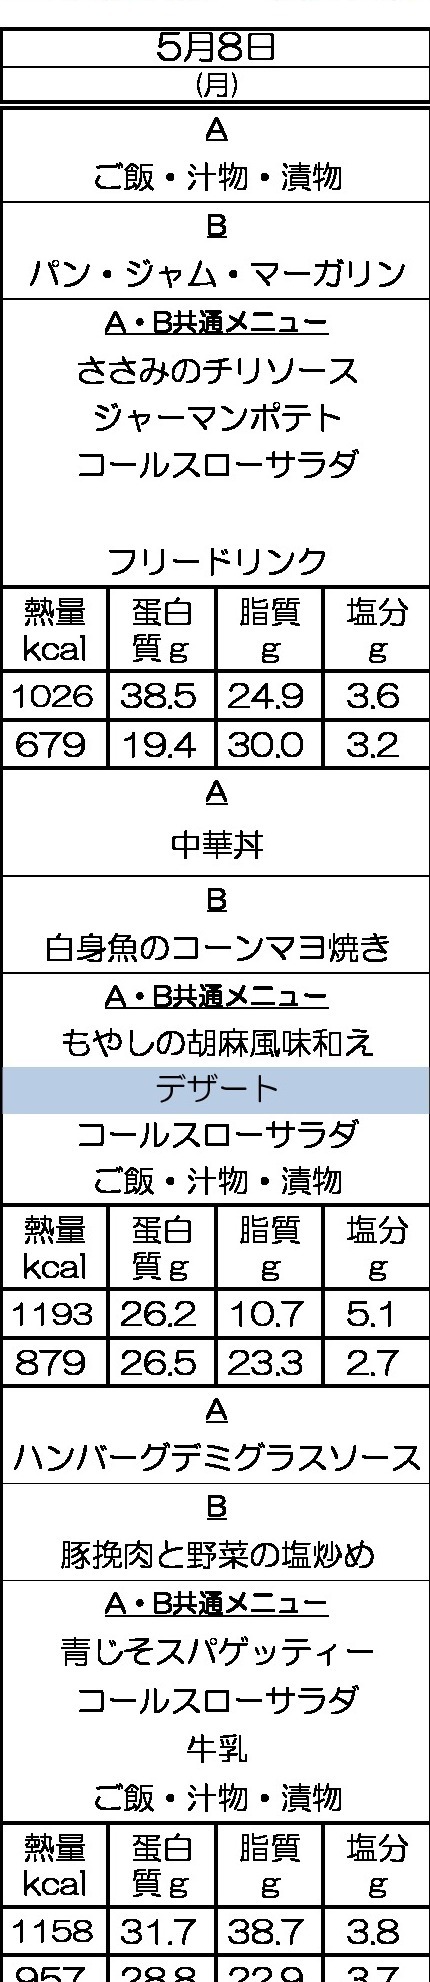 5月8日
(月)
A
ご飯・汁物・漬物
B
パン・ジャム・マーガリン
A・B共通メニュー
ささみのチリソース
ジャーマンポテト
コールスローサラダ
フリードリンク
熱量 蛋白 脂質 塩分
kcal 質g g g
1026 38.5 24.9 3.6
679 19.4 30.0 3.2
A
中華丼
B
白身魚のコーンマヨ焼き
A・B共通メニュー
もやしの胡麻風味和え
デザート
コールスローサラダ
ご飯・汁物・漬物
熱量 蛋白 脂質 塩分
kcal 質g g g
1193 26.2 10.7 5.1
879 26.5 23.3 2.7
A
ハンバーグデミグラスソース
B
豚挽肉と野菜の塩炒め
A・B共通メニュー
青じそスパゲッティー
コールスローサラダ
牛乳
ご飯・汁物・漬物
熱量 蛋白 脂質 塩分
kcal 質g g g
1158 31.7 38.7 3.8
957 28.8 22.9 3.7